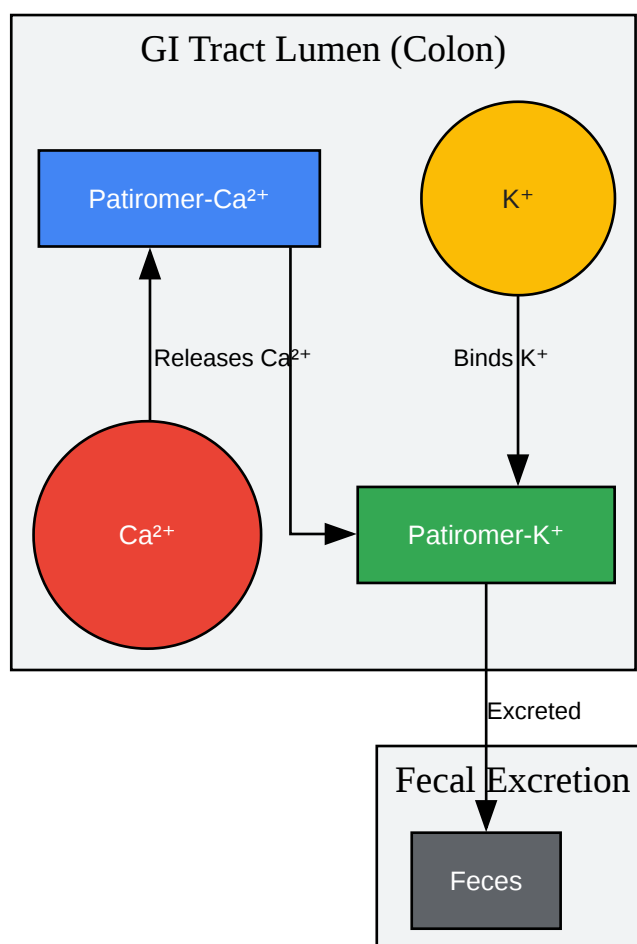 GI Tract Lumen (Colon)
Patiromer-Ca²⁺
K⁺
Releases Ca²⁺
Binds K⁺
Ca²⁺
Patiromer-K⁺
Excreted
Fecal Excretion
Feces